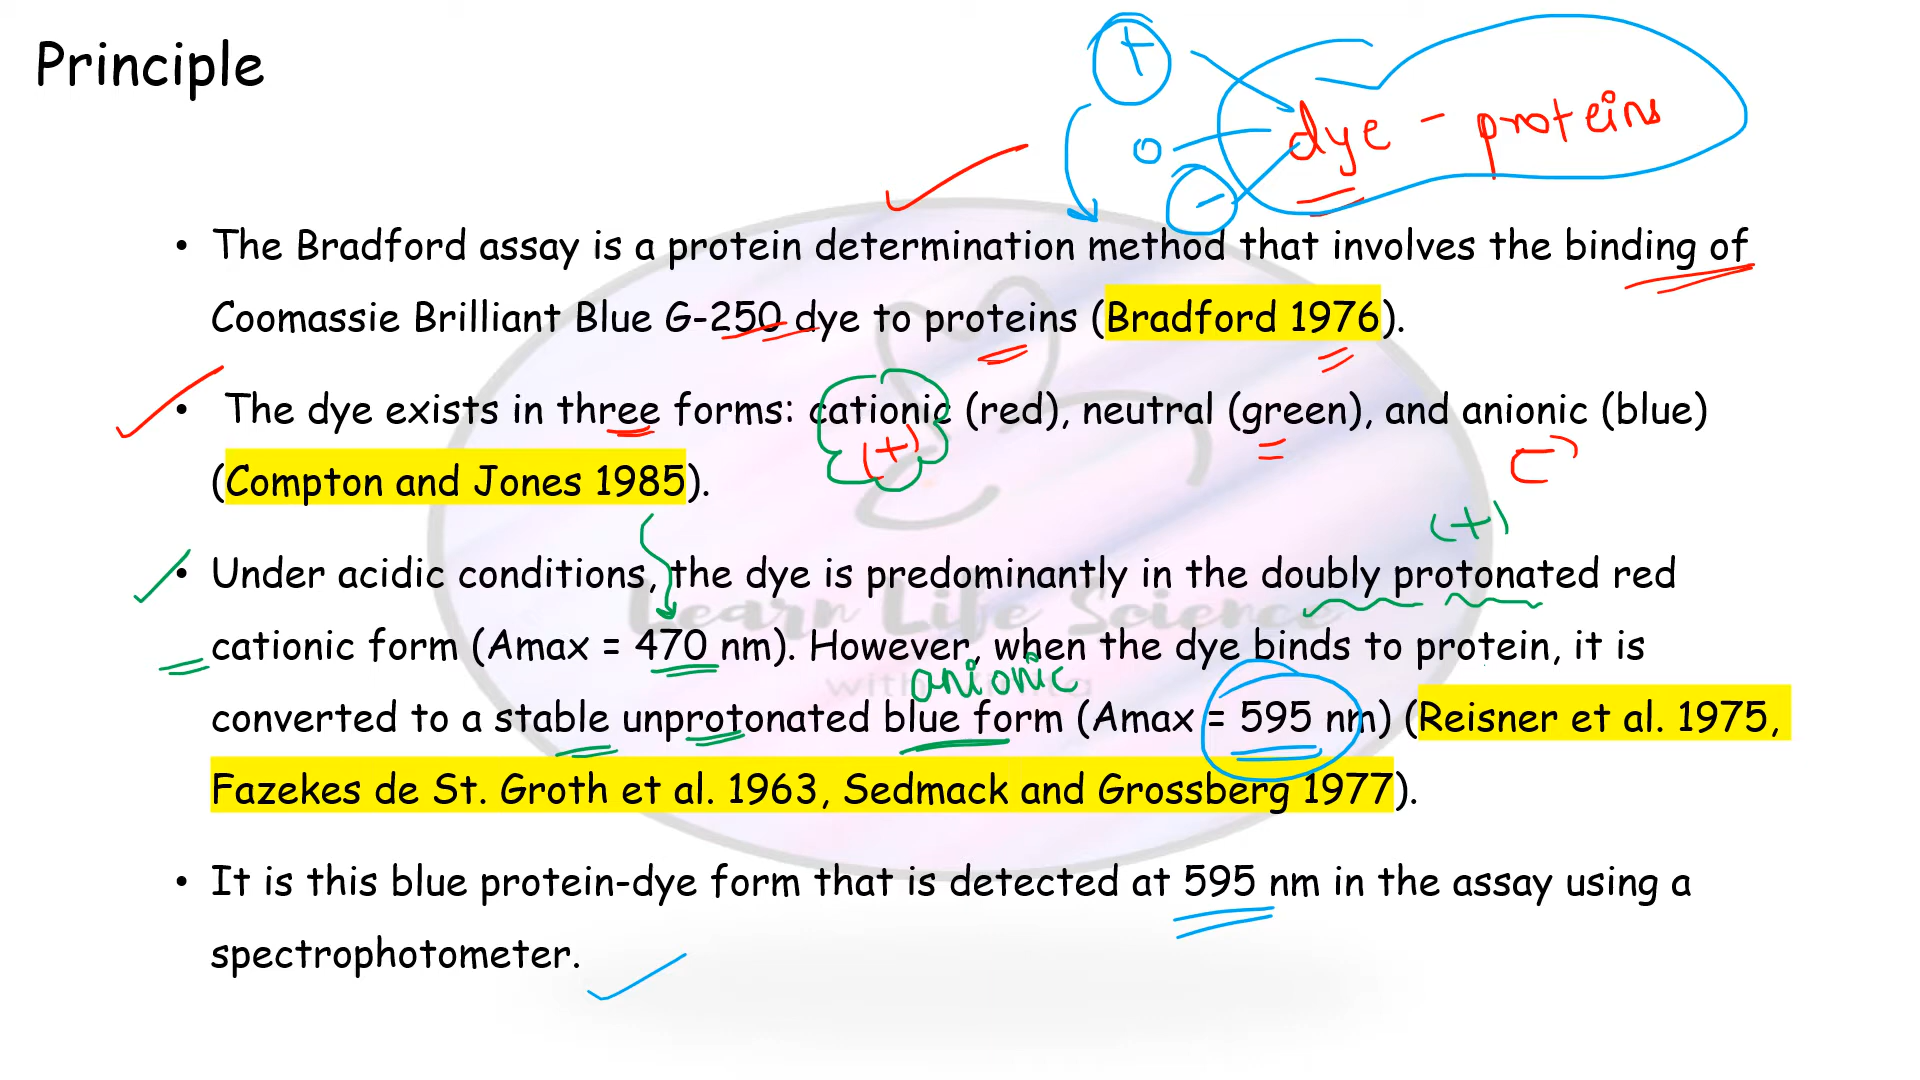 Principle
+
o
-
dye - proteins
• The Bradford assay is a protein determination method that involves the binding of
Coomassie Brilliant Blue G-250 dye to proteins (Bradford 1976).
• The dye exists in three forms: cationic (red), neutral (green), and anionic (blue)
(+)
(-)
(Compton and Jones 1985).
(+)
• Under acidic conditions, the dye is predominantly in the doubly protonated red
Learn Life Science
cationic form (Amax = 470 nm). However, when the dye binds to protein, it is
with
anionic
converted to a stable unprotonated blue form (Amax = 595 nm) (Reisner et al. 1975,
Fazekes de St. Groth et al. 1963, Sedmack and Grossberg 1977).
• It is this blue protein-dye form that is detected at 595 nm in the assay using a
spectrophotometer.